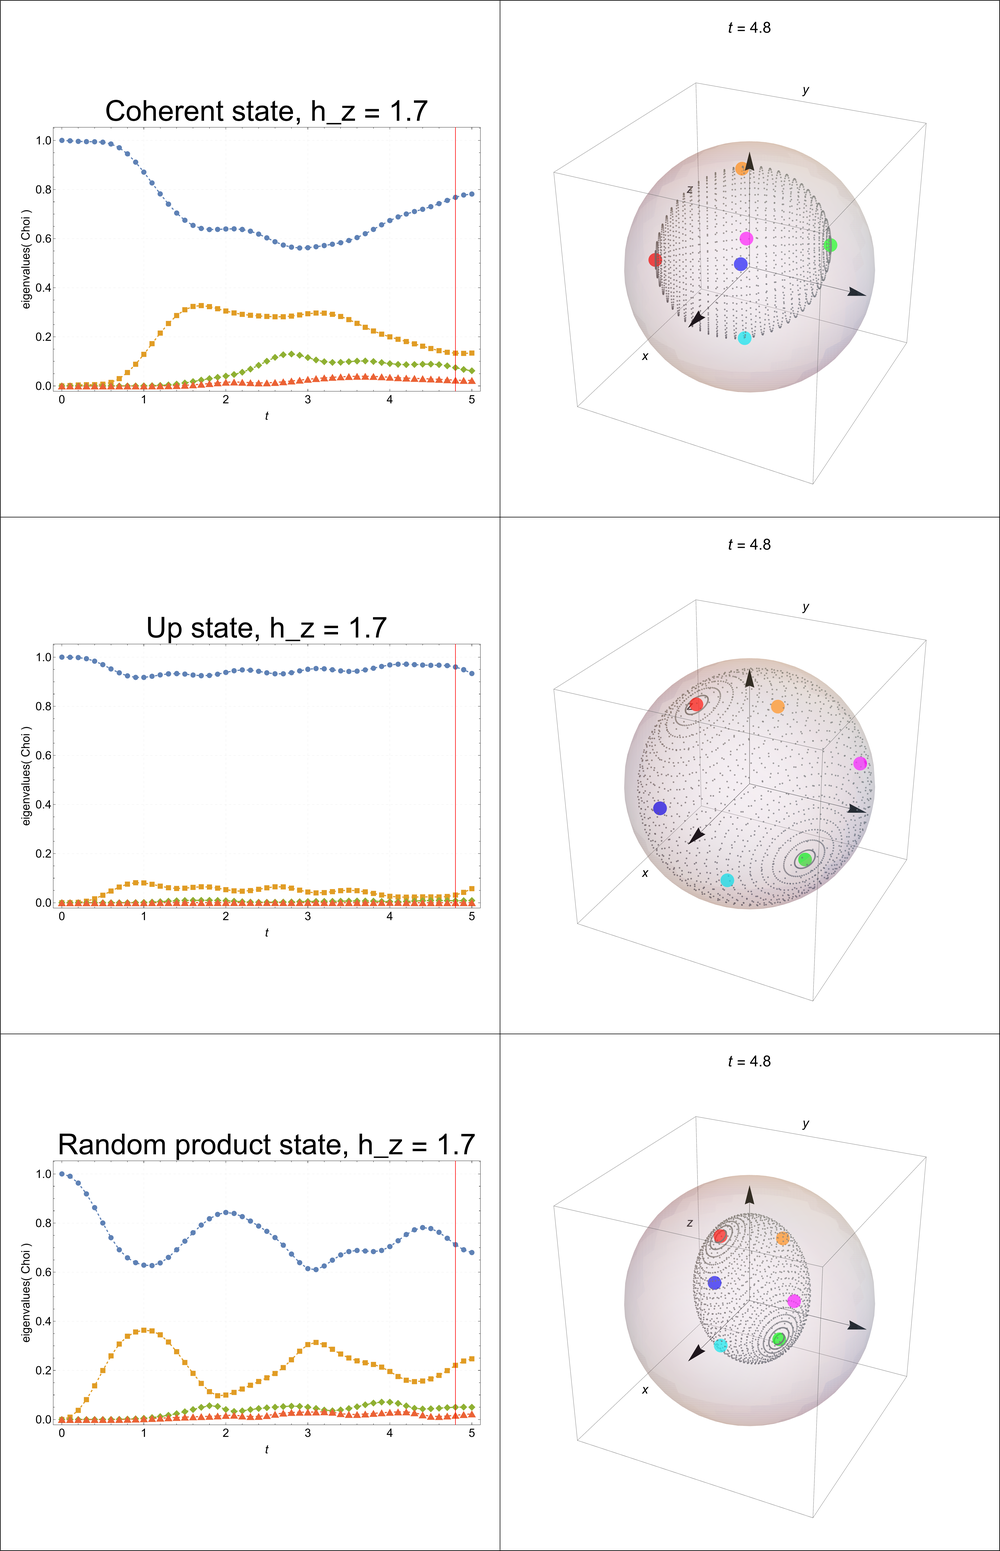 t = 4.8
y
z
x
Coherent state, h_z = 1.7
eigenvalues( Choi )
1.0
0.8
0.6
0.4
0.2
0.0
0 1 2 3 4 5
t
t = 4.8
y
z
x
Up state, h_z = 1.7
eigenvalues( Choi )
1.0
0.8
0.6
0.4
0.2
0.0
0 1 2 3 4 5
t
t = 4.8
y
z
x
Random product state, h_z = 1.7
eigenvalues( Choi )
1.0
0.8
0.6
0.4
0.2
0.0
0 1 2 3 4 5
t